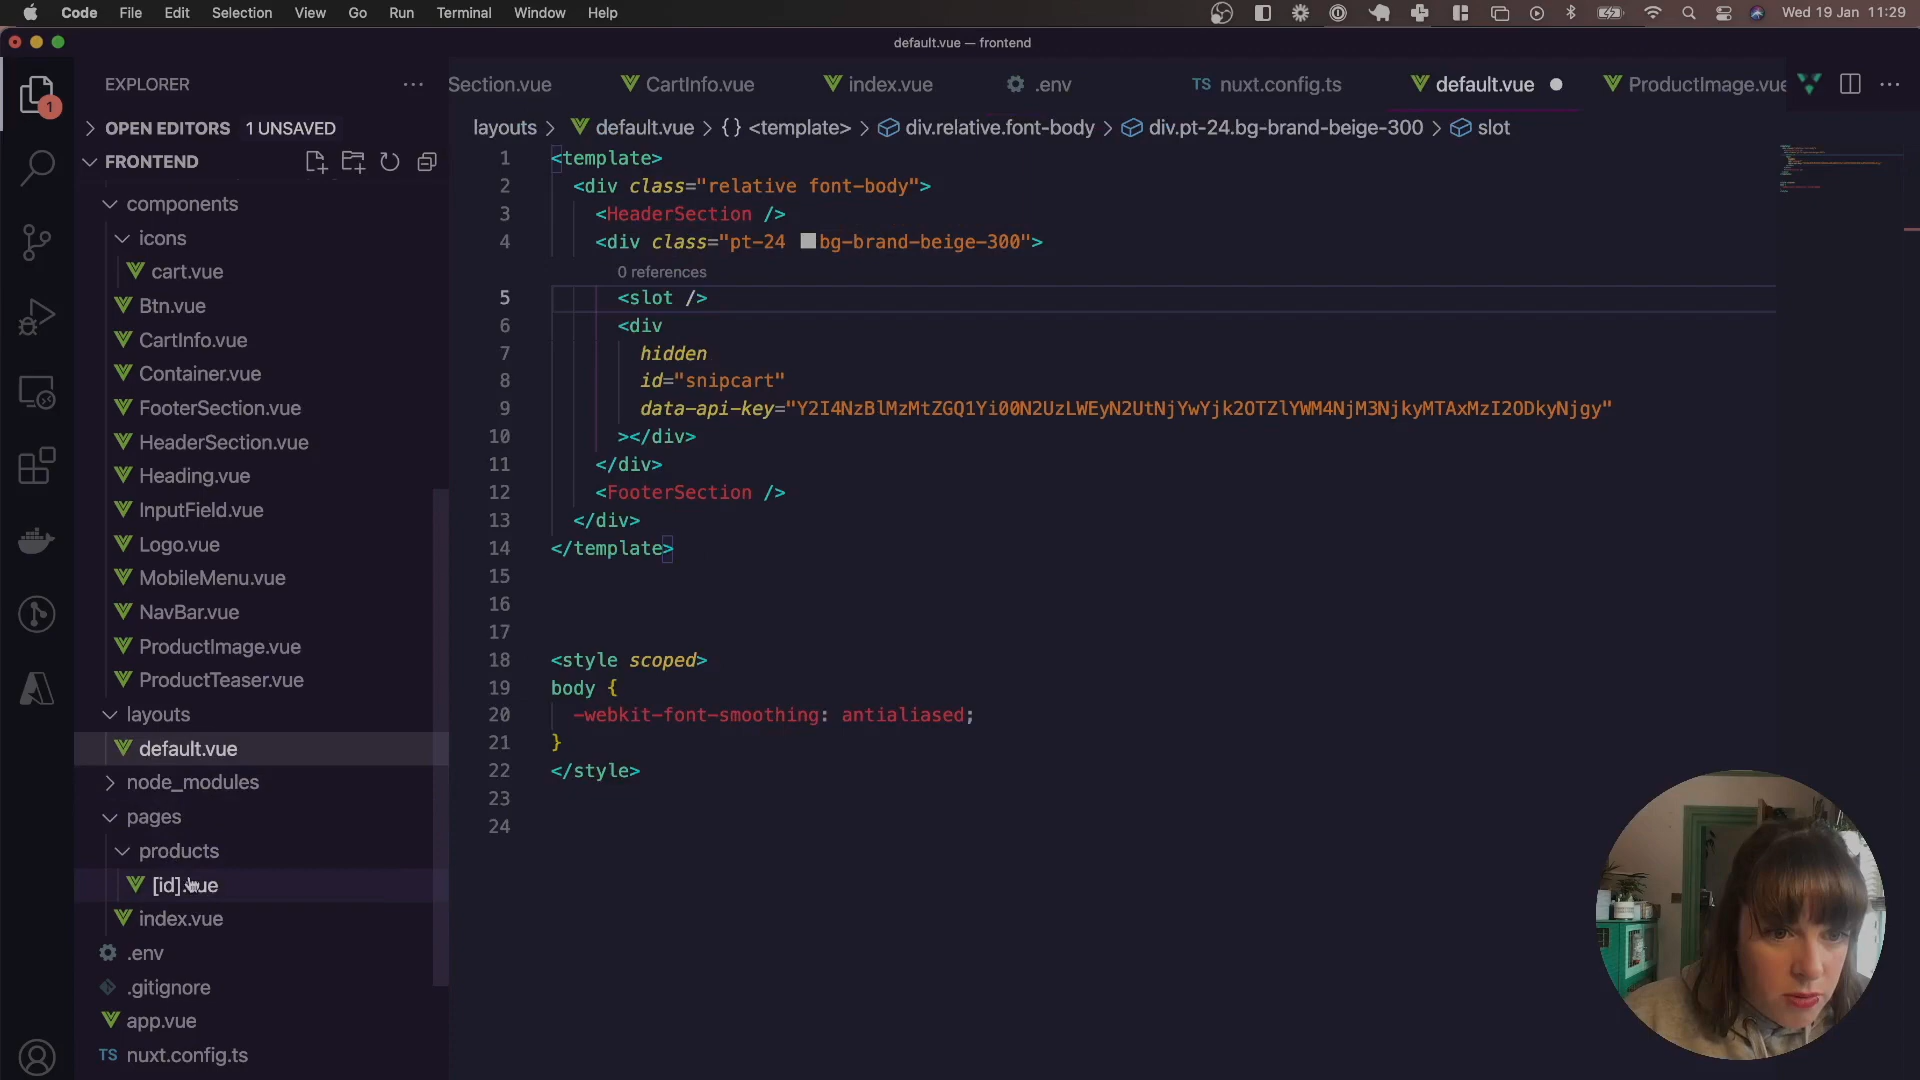 Code File Edit Selection View Go Run Terminal Window Help Wed 19 Jan 11:29
default.vue — frontend
EXPLORER
Section.vue CartInfo.vue index.vue .env TS nuxt.config.ts default.vue ProductImage.vue
OPEN EDITORS 1 UNSAVED
layouts > default.vue > {} <template> > div.relative.font-body > div.pt-24.bg-brand-beige-300 > slot
FRONTEND
components
icons
cart.vue
Btn.vue
CartInfo.vue
Container.vue
FooterSection.vue
HeaderSection.vue
Heading.vue
InputField.vue
Logo.vue
MobileMenu.vue
NavBar.vue
ProductImage.vue
ProductTeaser.vue
layouts
default.vue
node_modules
pages
products
[id].vue
index.vue
.env
.gitignore
app.vue
TS nuxt.config.ts
1
1 <template>
2 <div class="relative font-body">
3 <HeaderSection />
4 <div class="pt-24 bg-brand-beige-300">
0 references
5 <slot />
6 <div
7 hidden
8 id="snipcart"
9 data-api-key="Y2I4NzBlMzMtZGQ1Yi00N2UzLWEyN2UtNjYwYjk2OTZlYWM4NjM3NjkyMTAxMzI2ODkyNjgy"
10 ></div>
11 </div>
12 <FooterSection />
13 </div>
14 </template>
15
16
17
18 <style scoped>
19 body {
20 -webkit-font-smoothing: antialiased;
21 }
22 </style>
23
24